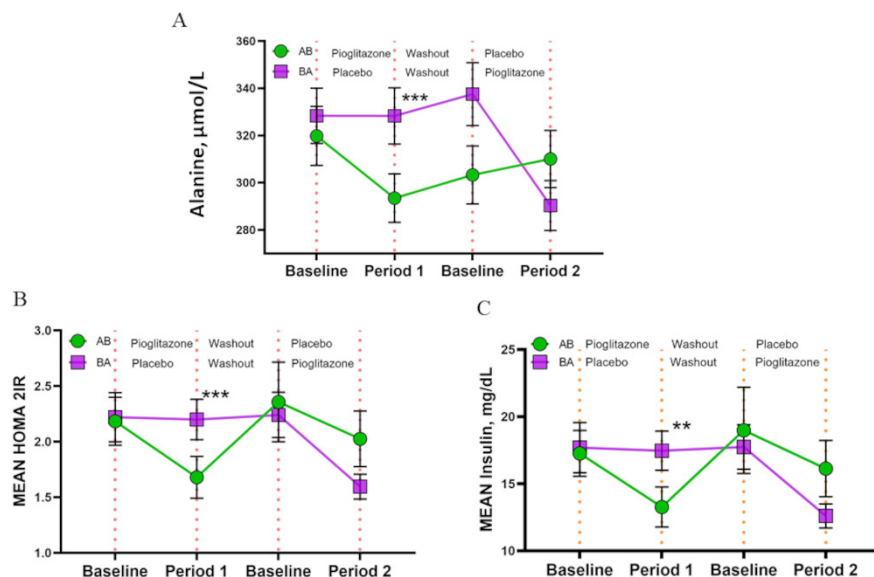 A
360
340
320
300
280
Alanine, µmol/L
AB Pioglitazone Washout Placebo
BA Placebo Washout Pioglitazone
***
Baseline Period 1 Baseline Period 2
B
3.0
2.5
2.0
1.5
1.0
MEAN HOMA 2IR
AB Pioglitazone Washout Placebo
BA Placebo Washout Pioglitazone
***
Baseline Period 1 Baseline Period 2
C
25
20
15
10
MEAN Insulin, mg/dL
AB Pioglitazone Washout Placebo
BA Placebo Washout Pioglitazone
**
Baseline Period 1 Baseline Period 2